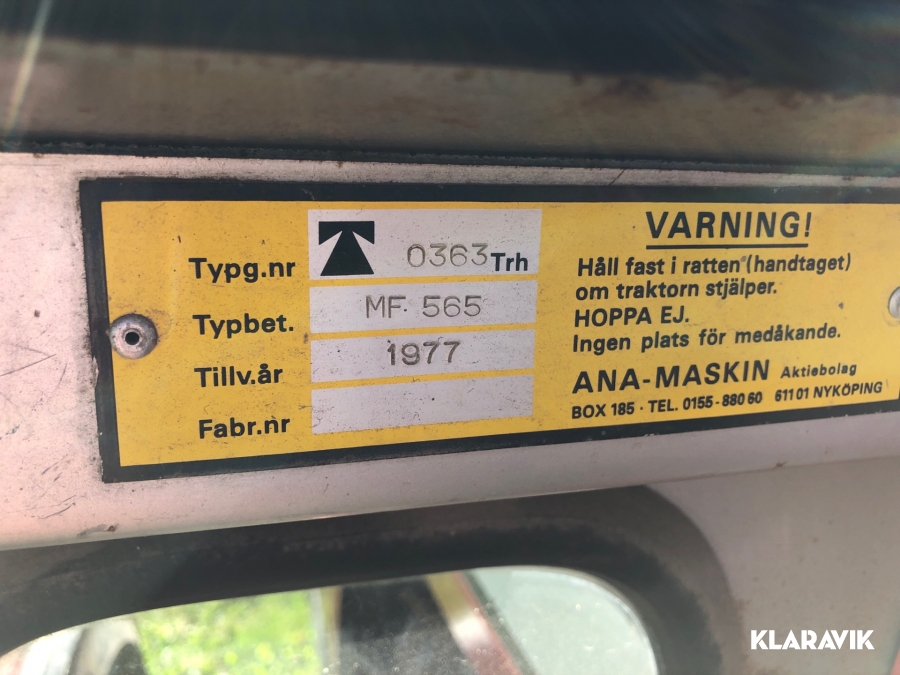 Typg.nr 0363 Trh
Typbet. MF 565
Tillv.år 1977
Fabr.nr
VARNING!
Håll fast i ratten (handtaget)
om traktorn stjälper.
HOPPA EJ.
Ingen plats för medåkande.
ANA-MASKIN Aktiebolag
BOX 185 · TEL. 0155-880 60 611 01 NYKÖPING
KLARAVIK